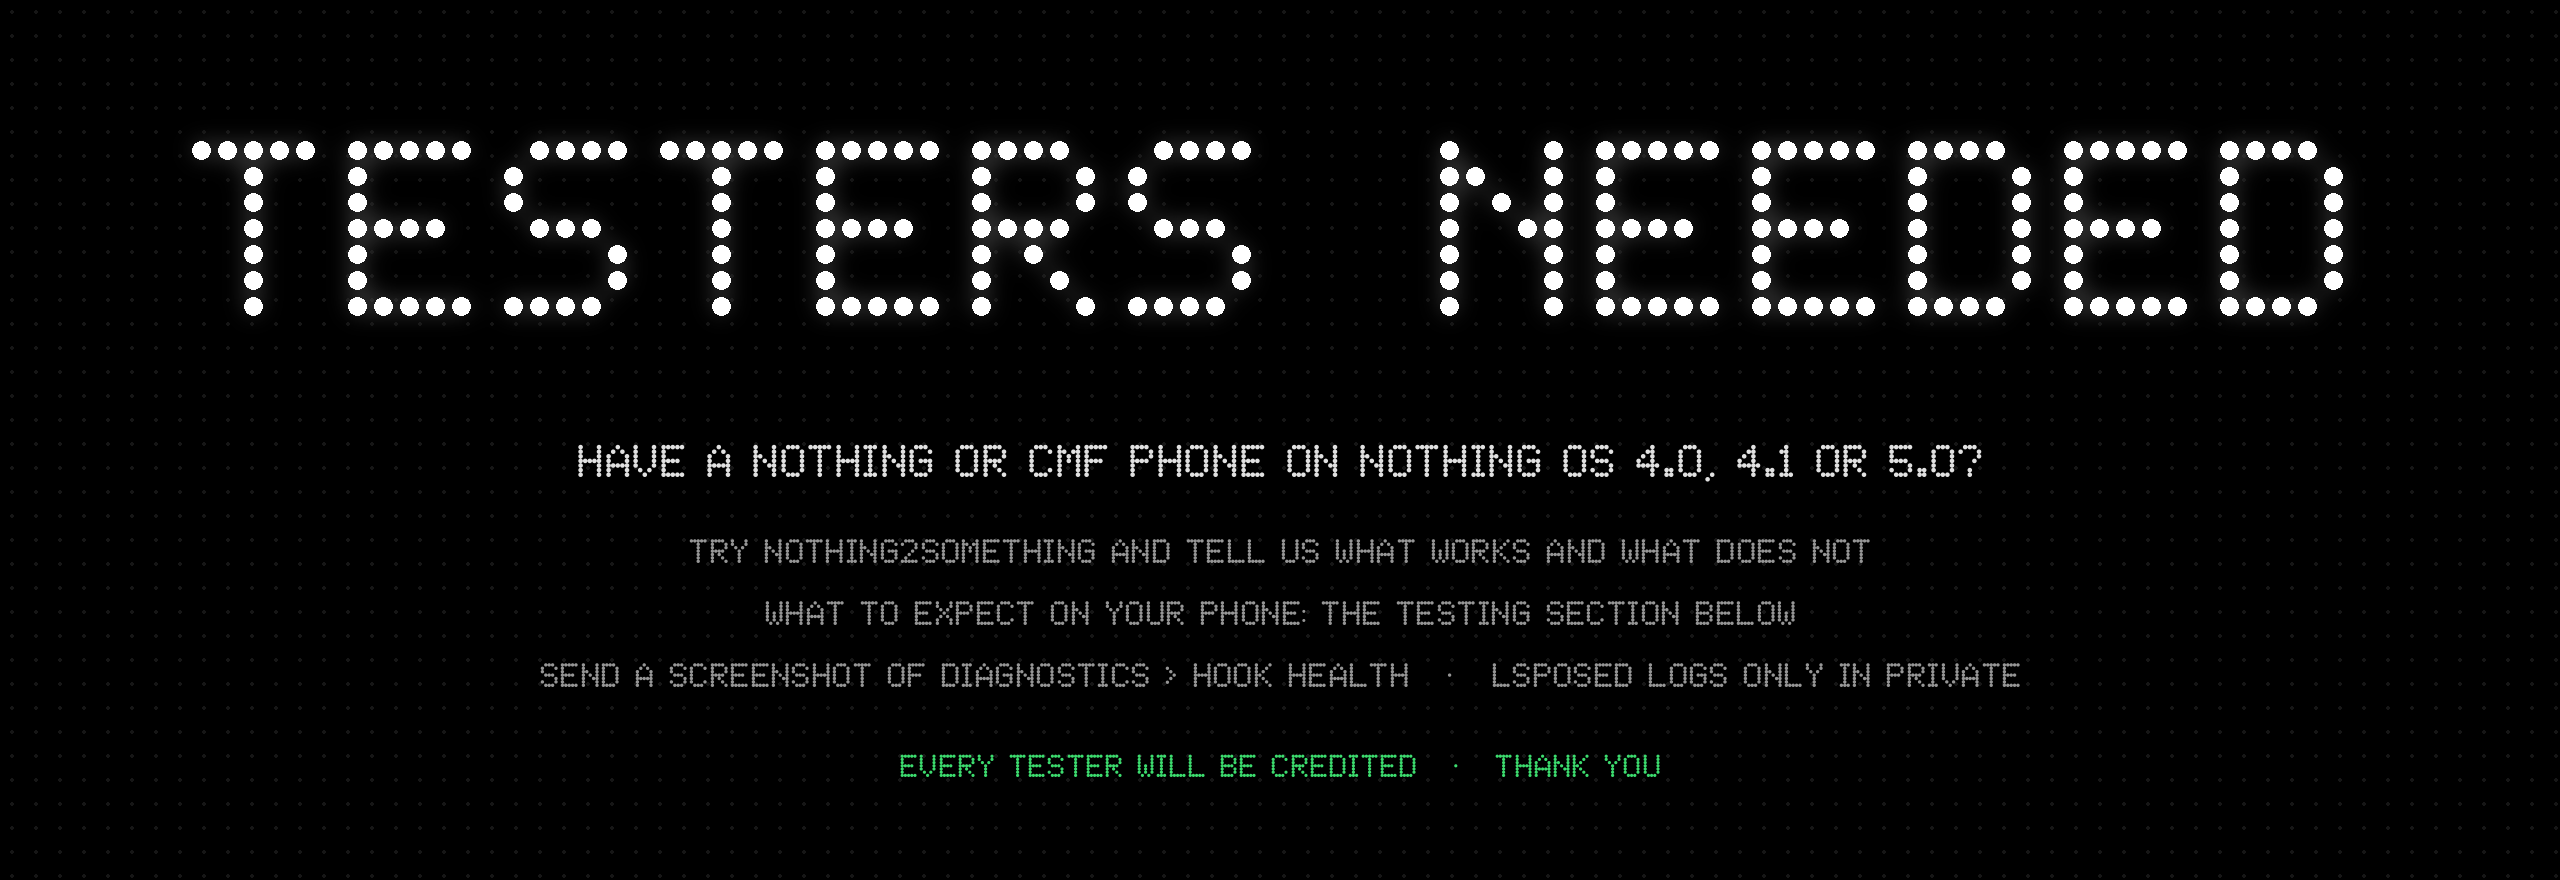 TESTERS NEEDED
HAVE A NOTHING OR CMF PHONE ON NOTHING OS 4.0, 4.1 OR 5.0?
TRY NOTHING2SOMETHING AND TELL US WHAT WORKS AND WHAT DOES NOT
WHAT TO EXPECT ON YOUR PHONE: THE TESTING SECTION BELOW
SEND A SCREENSHOT OF DIAGNOSTICS > HOOK HEALTH · LSPOSED LOGS ONLY IN PRIVATE
EVERY TESTER WILL BE CREDITED · THANK YOU